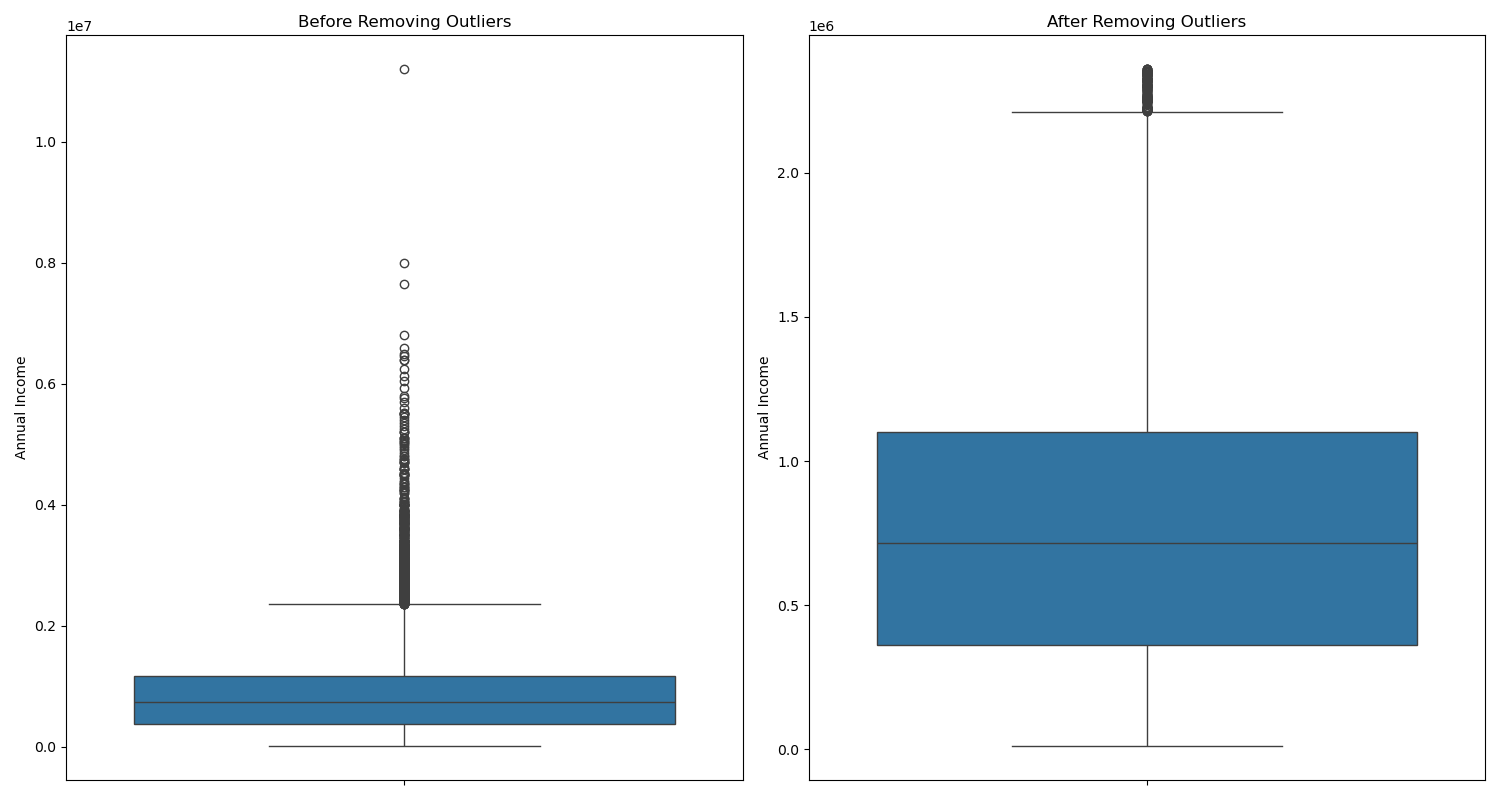 Before Removing Outliers
1e7
1.0
0.8
0.6
0.4
0.2
0.0
Annual Income
After Removing Outliers
1e6
2.0
1.5
1.0
0.5
0.0
Annual Income